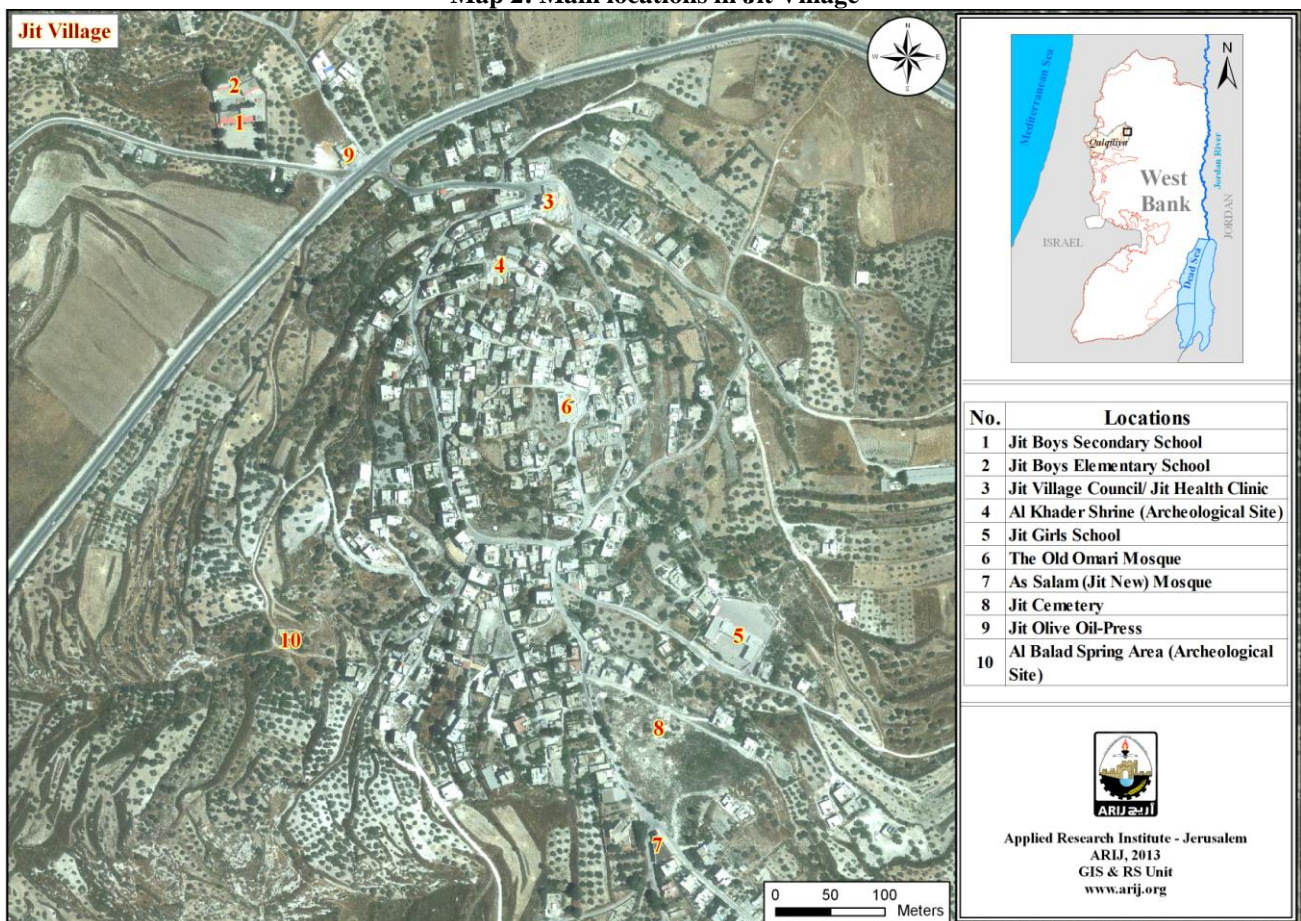 Map 2: Main locations in Jit Village
Jit Village
N
W E
2
1
9
3
4
6
10
5
8
7
0 50 100
Meters
N
Mediterranean Sea
Qalqiliya
West
Bank
Jordan River
JORDAN
ISRAEL
Dead Sea
No. Locations
1 Jit Boys Secondary School
2 Jit Boys Elementary School
3 Jit Village Council/ Jit Health Clinic
4 Al Khader Shrine (Archeological Site)
5 Jit Girls School
6 The Old Omari Mosque
7 As Salam (Jit New) Mosque
8 Jit Cemetery
9 Jit Olive Oil-Press
10 Al Balad Spring Area (Archeological
Site)
ARIJ أريج
Applied Research Institute - Jerusalem
ARIJ, 2013
GIS & RS Unit
www.arij.org